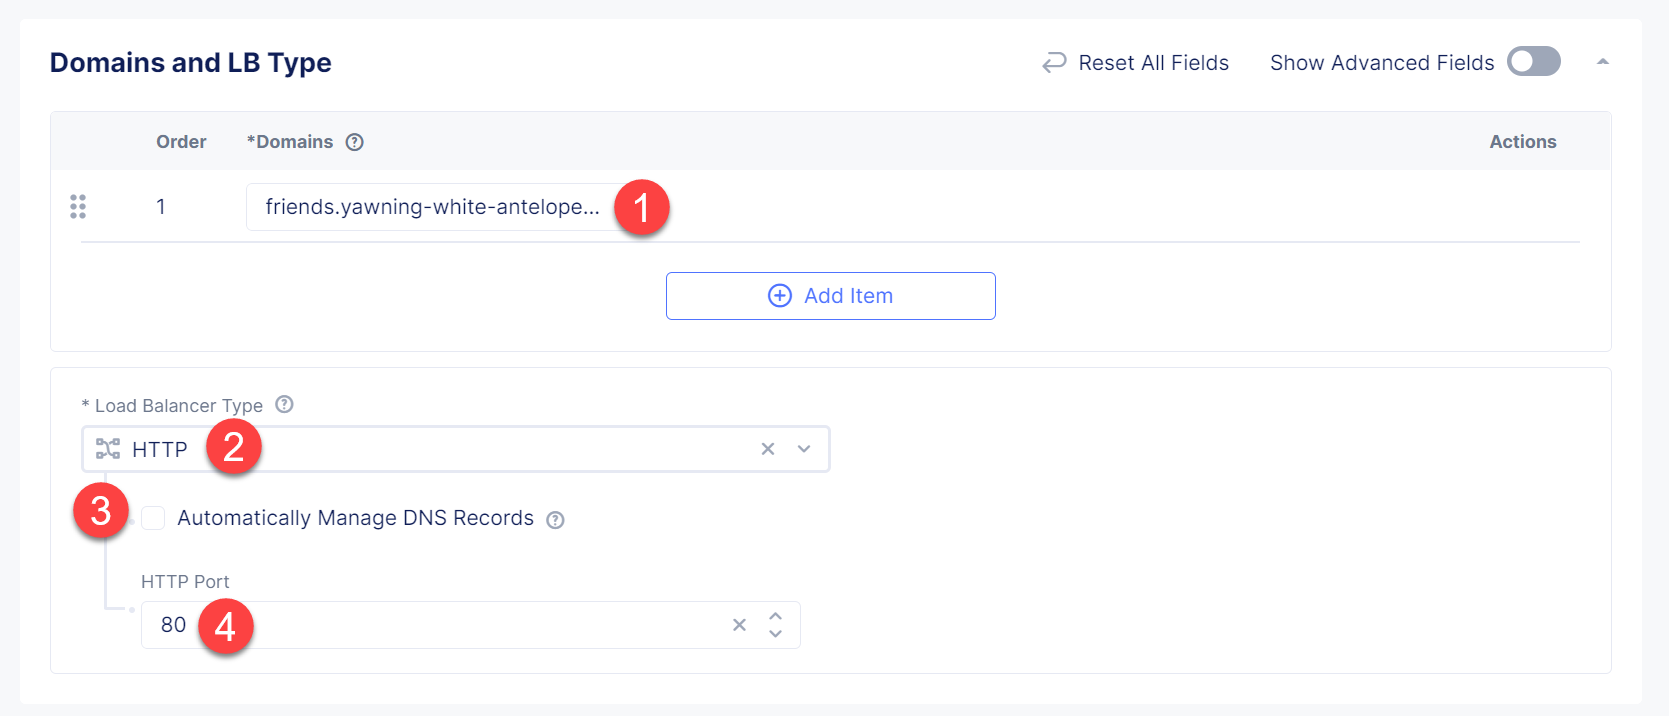 Domains and LB Type
Reset All Fields
Show Advanced Fields
Order
*Domains ?
Actions
1
friends.yawning-white-antelope...
1
Add Item
* Load Balancer Type ?
HTTP
2
3
Automatically Manage DNS Records ?
HTTP Port
80
4